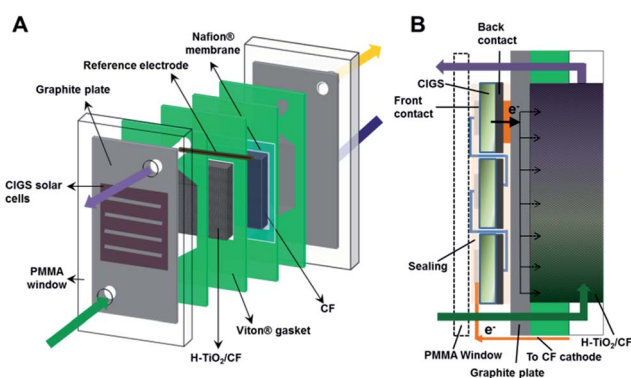 A
Nafion®
membrane
Reference electrode
Graphite plate
CIGS solar
cells
PMMA
window
CF
Viton® gasket
H-TiO₂/CF
B
Back
contact
CIGS
Front
contact
e-
Sealing
e-
H-TiO₂/CF
To CF cathode
PMMA Window
Graphite plate